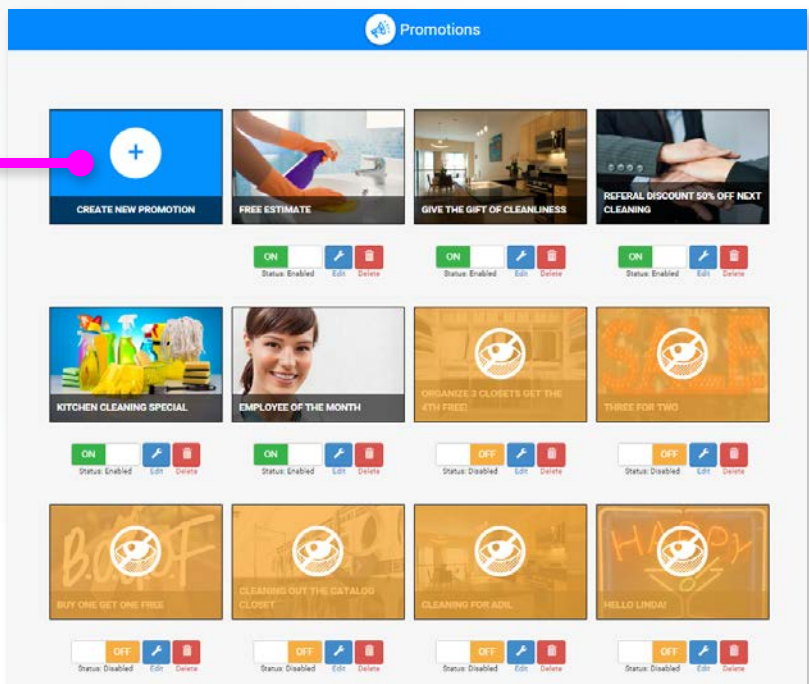 Promotions
CREATE NEW PROMOTION
FREE ESTIMATE
GIVE THE GIFT OF CLEANLINESS
REFERAL DISCOUNT 50% OFF NEXT
CLEANING
ON
Status: Enabled Edit Delete
ON
Status: Enabled Edit Delete
ON
Status: Enabled Edit Delete
KITCHEN CLEANING SPECIAL
EMPLOYEE OF THE MONTH
ORGANIZE 3 CLOSETS GET THE
4TH FREE!
SALE
THREE FOR TWO
ON
Status: Enabled Edit Delete
ON
Status: Enabled Edit Delete
OFF
Status: Disabled Edit Delete
OFF
Status: Disabled Edit Delete
B.O.G.O.F
BUY ONE GET ONE FREE
CLEANING OUT THE CATALOG
CLOSET
CLEANING FOR ADIL
HAPPY
HELLO LINDA!
OFF
Status: Disabled Edit Delete
OFF
Status: Disabled Edit Delete
OFF
Status: Disabled Edit Delete
OFF
Status: Disabled Edit Delete